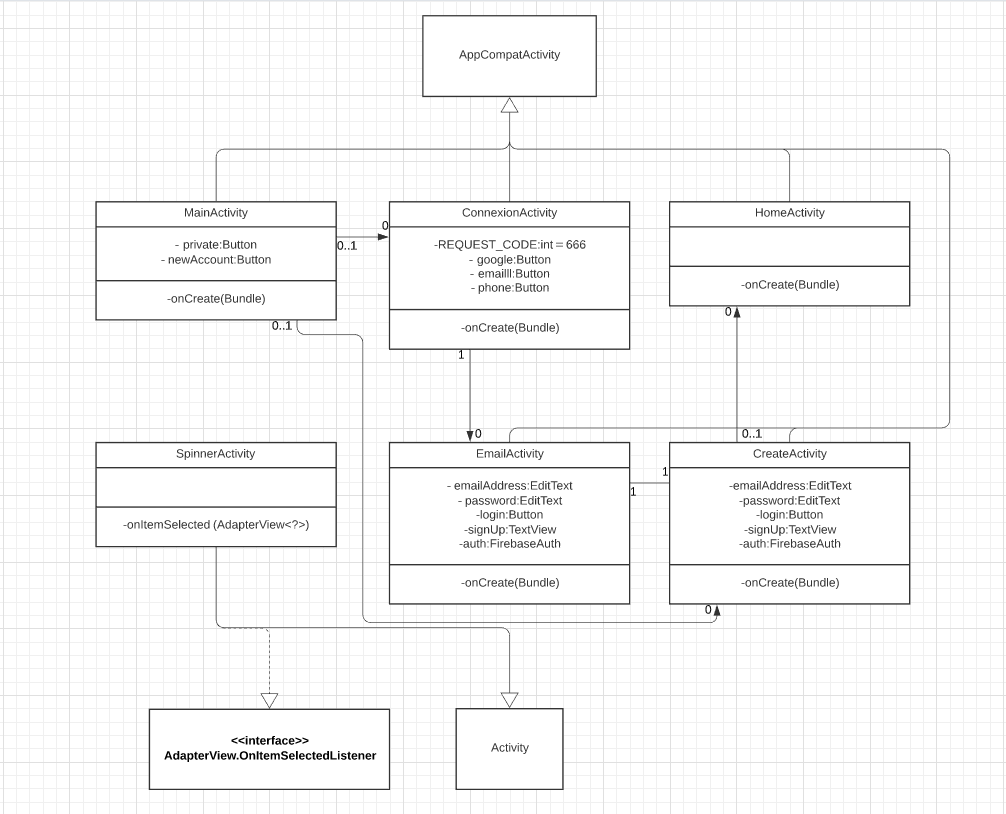 AppCompatActivity
MainActivity
- private:Button
- newAccount:Button
-onCreate(Bundle)
0..1
0
ConnexionActivity
-REQUEST_CODE:int = 666
- google:Button
- emailll:Button
- phone:Button
-onCreate(Bundle)
HomeActivity
-onCreate(Bundle)
0..1
1
0
0
0..1
SpinnerActivity
-onItemSelected (AdapterView<?>)
EmailActivity
- emailAddress:EditText
- password:EditText
-login:Button
-signUp:TextView
-auth:FirebaseAuth
-onCreate(Bundle)
1
1
CreateActivity
-emailAddress:EditText
-password:EditText
-login:Button
-signUp:TextView
-auth:FirebaseAuth
-onCreate(Bundle)
0
<<interface>>
AdapterView.OnItemSelectedListener
Activity